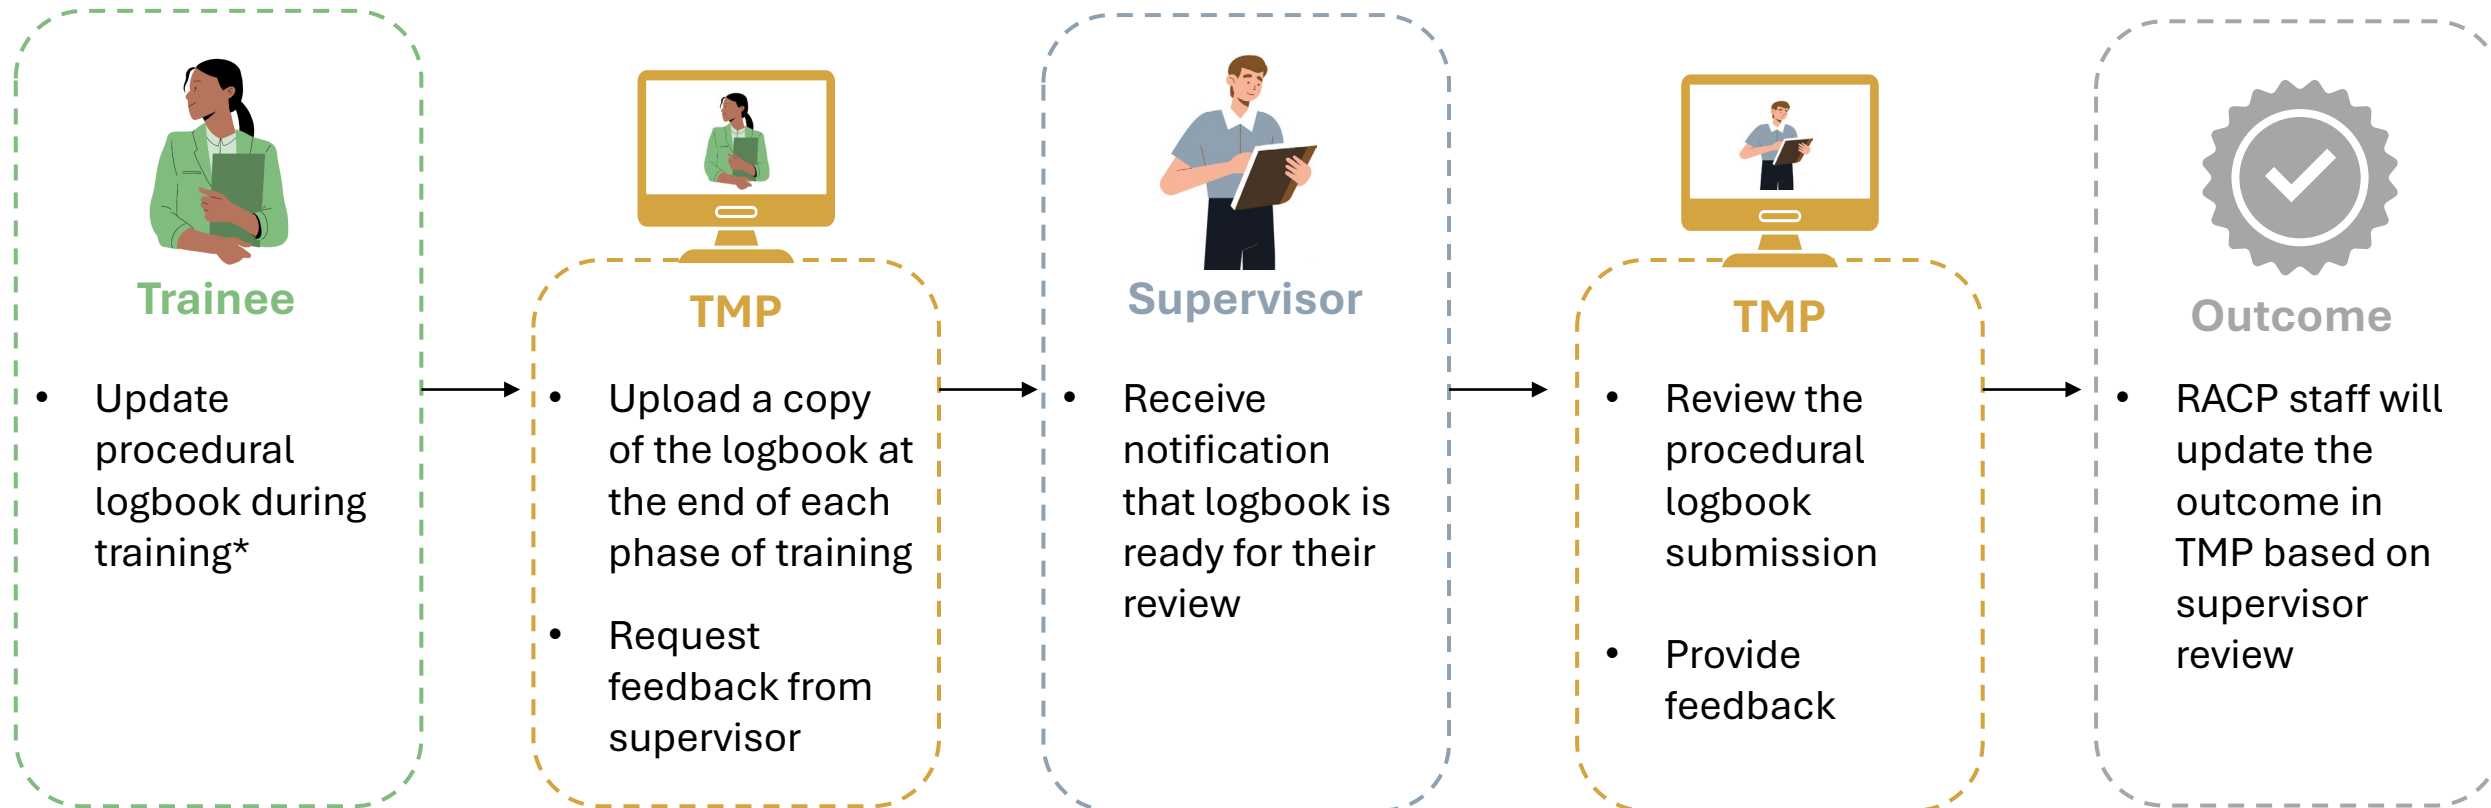 Trainee
• Update
procedural
logbook during
training*
TMP
• Upload a copy
of the logbook at
the end of each
phase of training
• Request
feedback from
supervisor
Supervisor
• Receive
notification
that logbook is
ready for their
review
TMP
• Review the
procedural
logbook
submission
• Provide
feedback
Outcome
• RACP staff will
update the
outcome in
TMP based on
supervisor
review